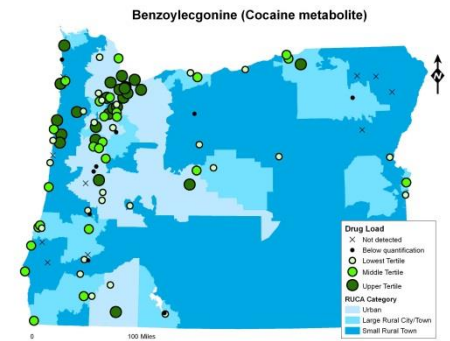 Benzoylecgonine (Cocaine metabolite)
N
Drug Load
Not detected
Below quantification
Lowest Tertile
Middle Tertile
Upper Tertile
RUCA Category
Urban
Large Rural City/Town
Small Rural Town
0 100 Miles